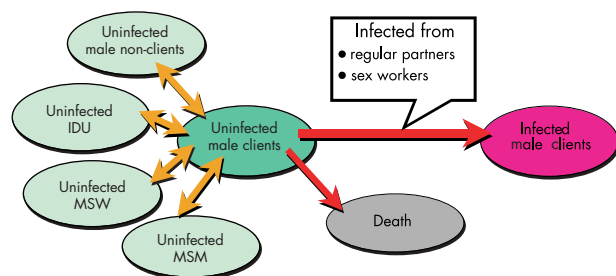 Infected from
• regular partners
• sex workers
Uninfected
male non-clients
Uninfected
IDU
Uninfected
male clients
Infected
male clients
Uninfected
MSW
Uninfected
MSM
Death